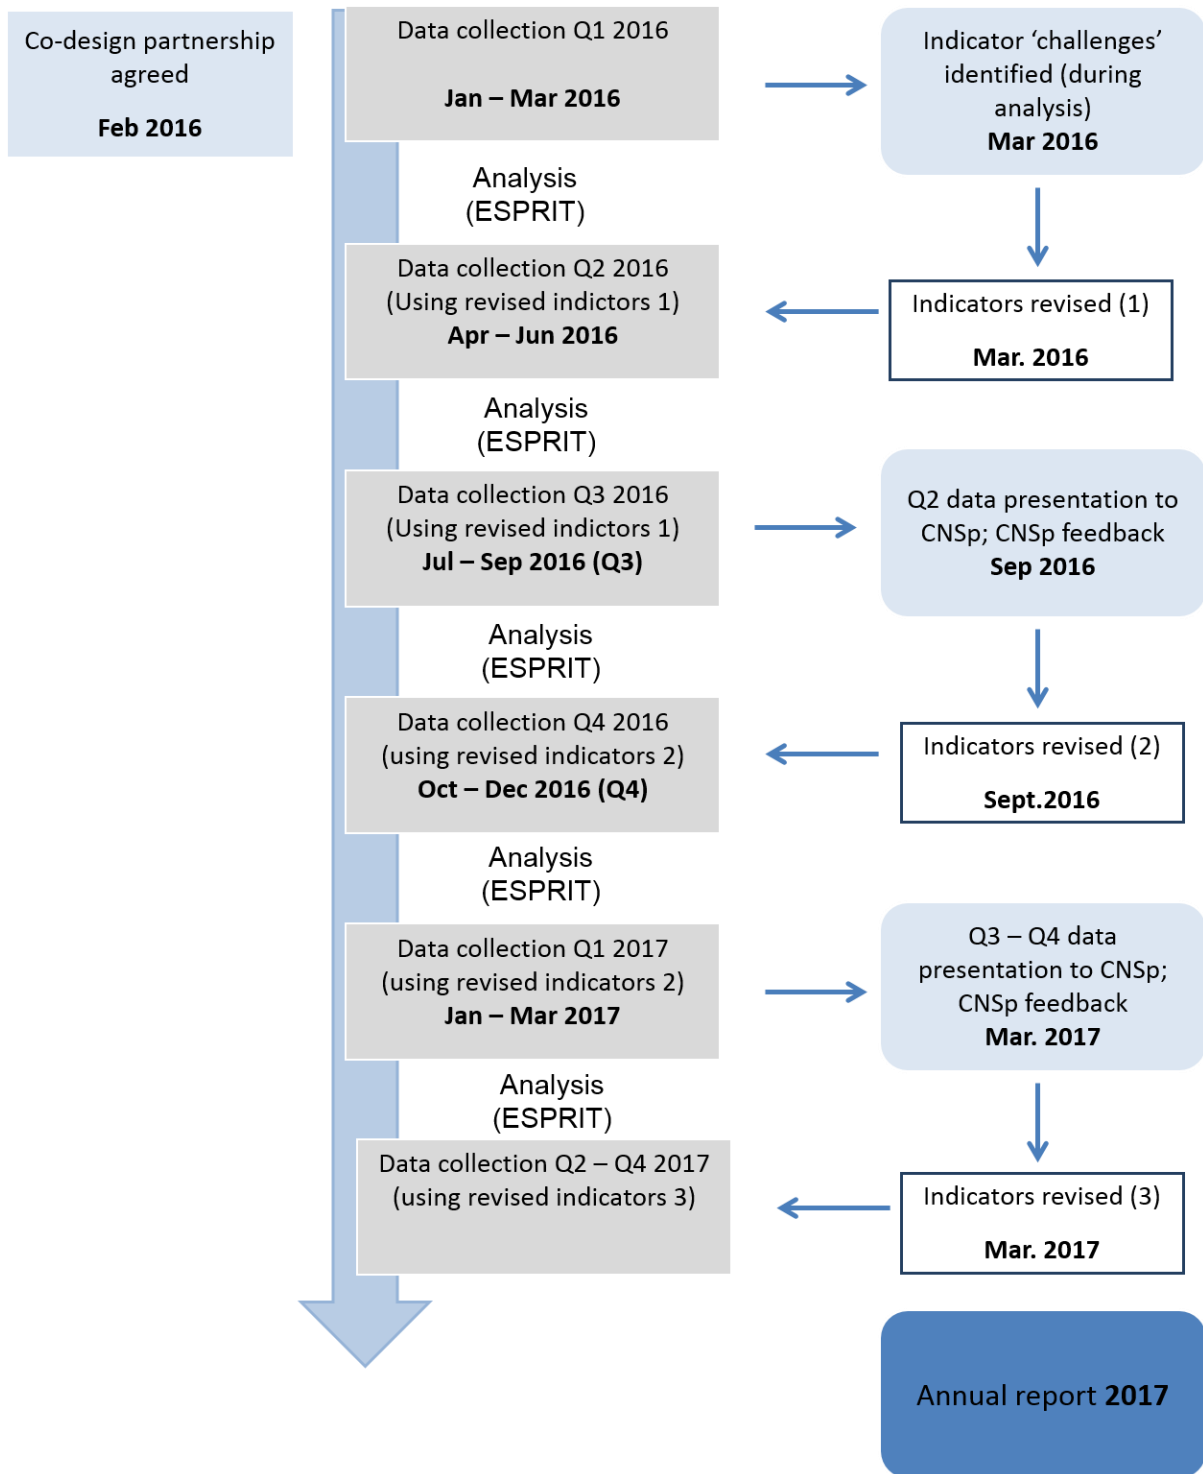 Co-design partnership
agreed
Feb 2016
Data collection Q1 2016
Jan – Mar 2016
Indicator ‘challenges’
identified (during
analysis)
Mar 2016
Analysis
(ESPRIT)
Data collection Q2 2016
(Using revised indictors 1)
Apr – Jun 2016
Indicators revised (1)
Mar. 2016
Analysis
(ESPRIT)
Data collection Q3 2016
(Using revised indictors 1)
Jul – Sep 2016 (Q3)
Q2 data presentation to
CNSp; CNSp feedback
Sep 2016
Analysis
(ESPRIT)
Data collection Q4 2016
(using revised indicators 2)
Oct – Dec 2016 (Q4)
Indicators revised (2)
Sept.2016
Analysis
(ESPRIT)
Data collection Q1 2017
(using revised indicators 2)
Jan – Mar 2017
Q3 – Q4 data
presentation to CNSp;
CNSp feedback
Mar. 2017
Analysis
(ESPRIT)
Data collection Q2 – Q4 2017
(using revised indicators 3)
Indicators revised (3)
Mar. 2017
Annual report 2017